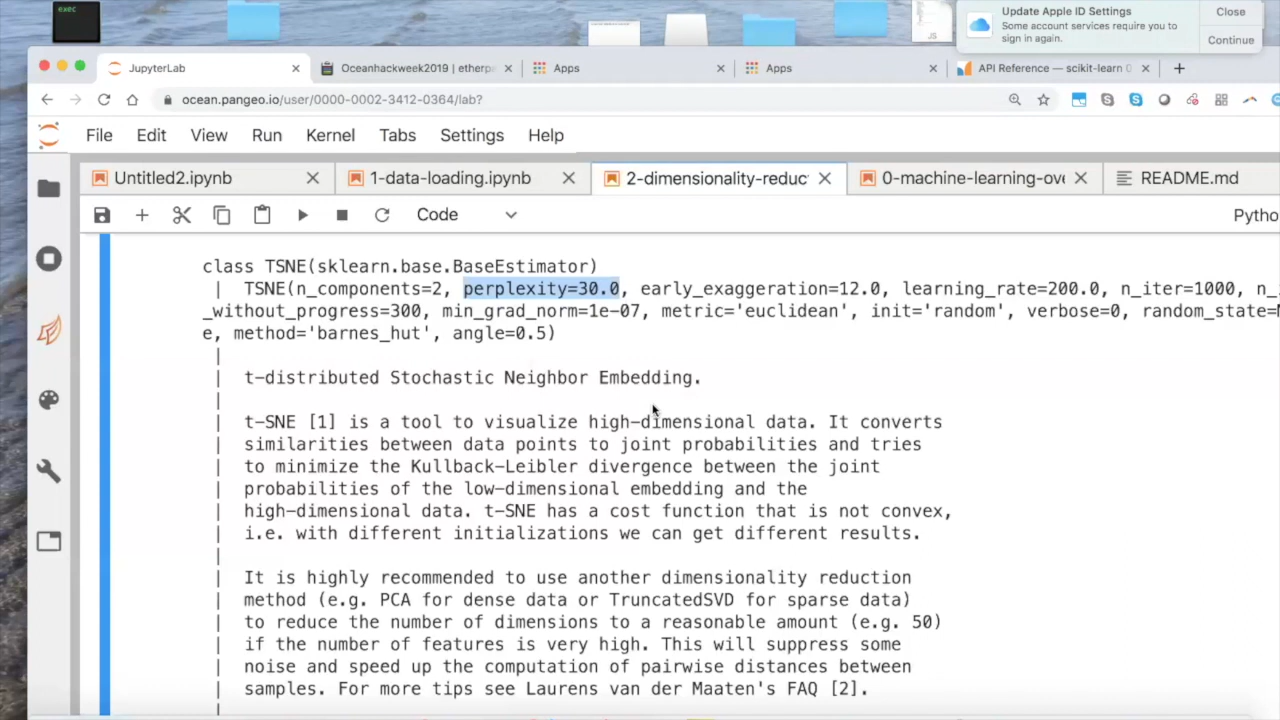 exec
JS
Update Apple ID Settings
Some account services require you to
sign in again.
Close
Continue
JupyterLab
Oceanhackweek2019 | etherpa
Apps
Apps
API Reference — scikit-learn 0
ocean.pangeo.io/user/0000-0002-3412-0364/lab?
File Edit View Run Kernel Tabs Settings Help
Untitled2.ipynb
1-data-loading.ipynb
2-dimensionality-reduc
0-machine-learning-ove
README.md
Code
Pytho
class TSNE(sklearn.base.BaseEstimator)
| TSNE(n_components=2, perplexity=30.0, early_exaggeration=12.0, learning_rate=200.0, n_iter=1000, n_i
_without_progress=300, min_grad_norm=1e-07, metric='euclidean', init='random', verbose=0, random_state=N
e, method='barnes_hut', angle=0.5)
|
| t-distributed Stochastic Neighbor Embedding.
|
| t-SNE [1] is a tool to visualize high-dimensional data. It converts
| similarities between data points to joint probabilities and tries
| to minimize the Kullback-Leibler divergence between the joint
| probabilities of the low-dimensional embedding and the
| high-dimensional data. t-SNE has a cost function that is not convex,
| i.e. with different initializations we can get different results.
|
| It is highly recommended to use another dimensionality reduction
| method (e.g. PCA for dense data or TruncatedSVD for sparse data)
| to reduce the number of dimensions to a reasonable amount (e.g. 50)
| if the number of features is very high. This will suppress some
| noise and speed up the computation of pairwise distances between
| samples. For more tips see Laurens van der Maaten's FAQ [2].
|